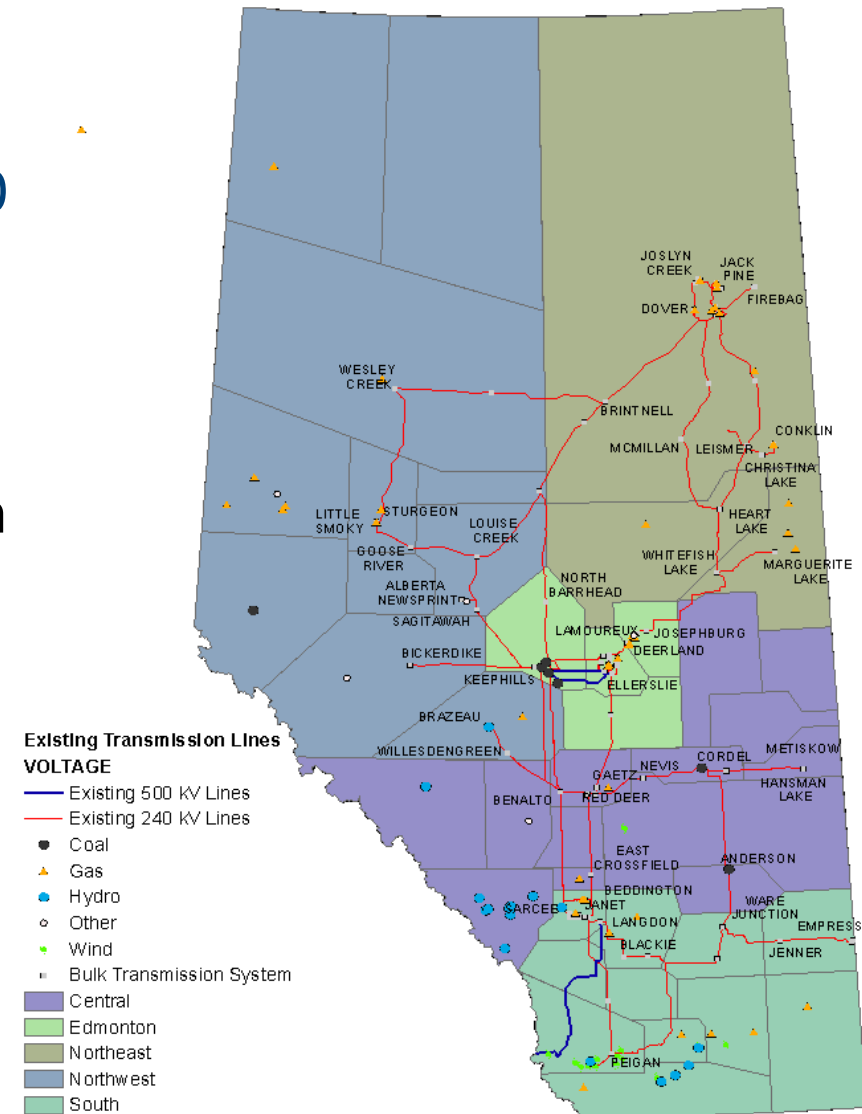 0
n
JOSLYN
CREEK
JACK
PINE
FIREBAG
DOVER
WESLEY
CREEK
BRINTNELL
MCMILLAN
LEISMER
CONKLIN
CHRISTINA
LAKE
LITTLE
SMOKY
STURGEON
LOUISE
CREEK
HEART
LAKE
GOOSE
RIVER
WHITEFISH
LAKE
MARGUERITE
LAKE
ALBERTA
NEWSPRINT
NORTH
BARRHEAD
SAGITAWAH
LAMOUREUX
JOSEPHBURG
DEERLAND
BICKERDIKE
KEEPHILLS
ELLERSLIE
BRAZEAU
WILLESDENGREEN
GAETZ
NEVIS
CORDEL
METISKOW
HANSMAN
LAKE
BENALTO
RED DEER
EAST
CROSSFIELD
ANDERSON
BEDDINGTON
SARCEE
JANET
LANGDON
WARE
JUNCTION
EMPRESS
BLACKIE
JENNER
PEIGAN
Existing Transmission Lines
VOLTAGE
Existing 500 KV Lines
Existing 240 KV Lines
Coal
Gas
Hydro
Other
Wind
Bulk Transmission System
Central
Edmonton
Northeast
Northwest
South